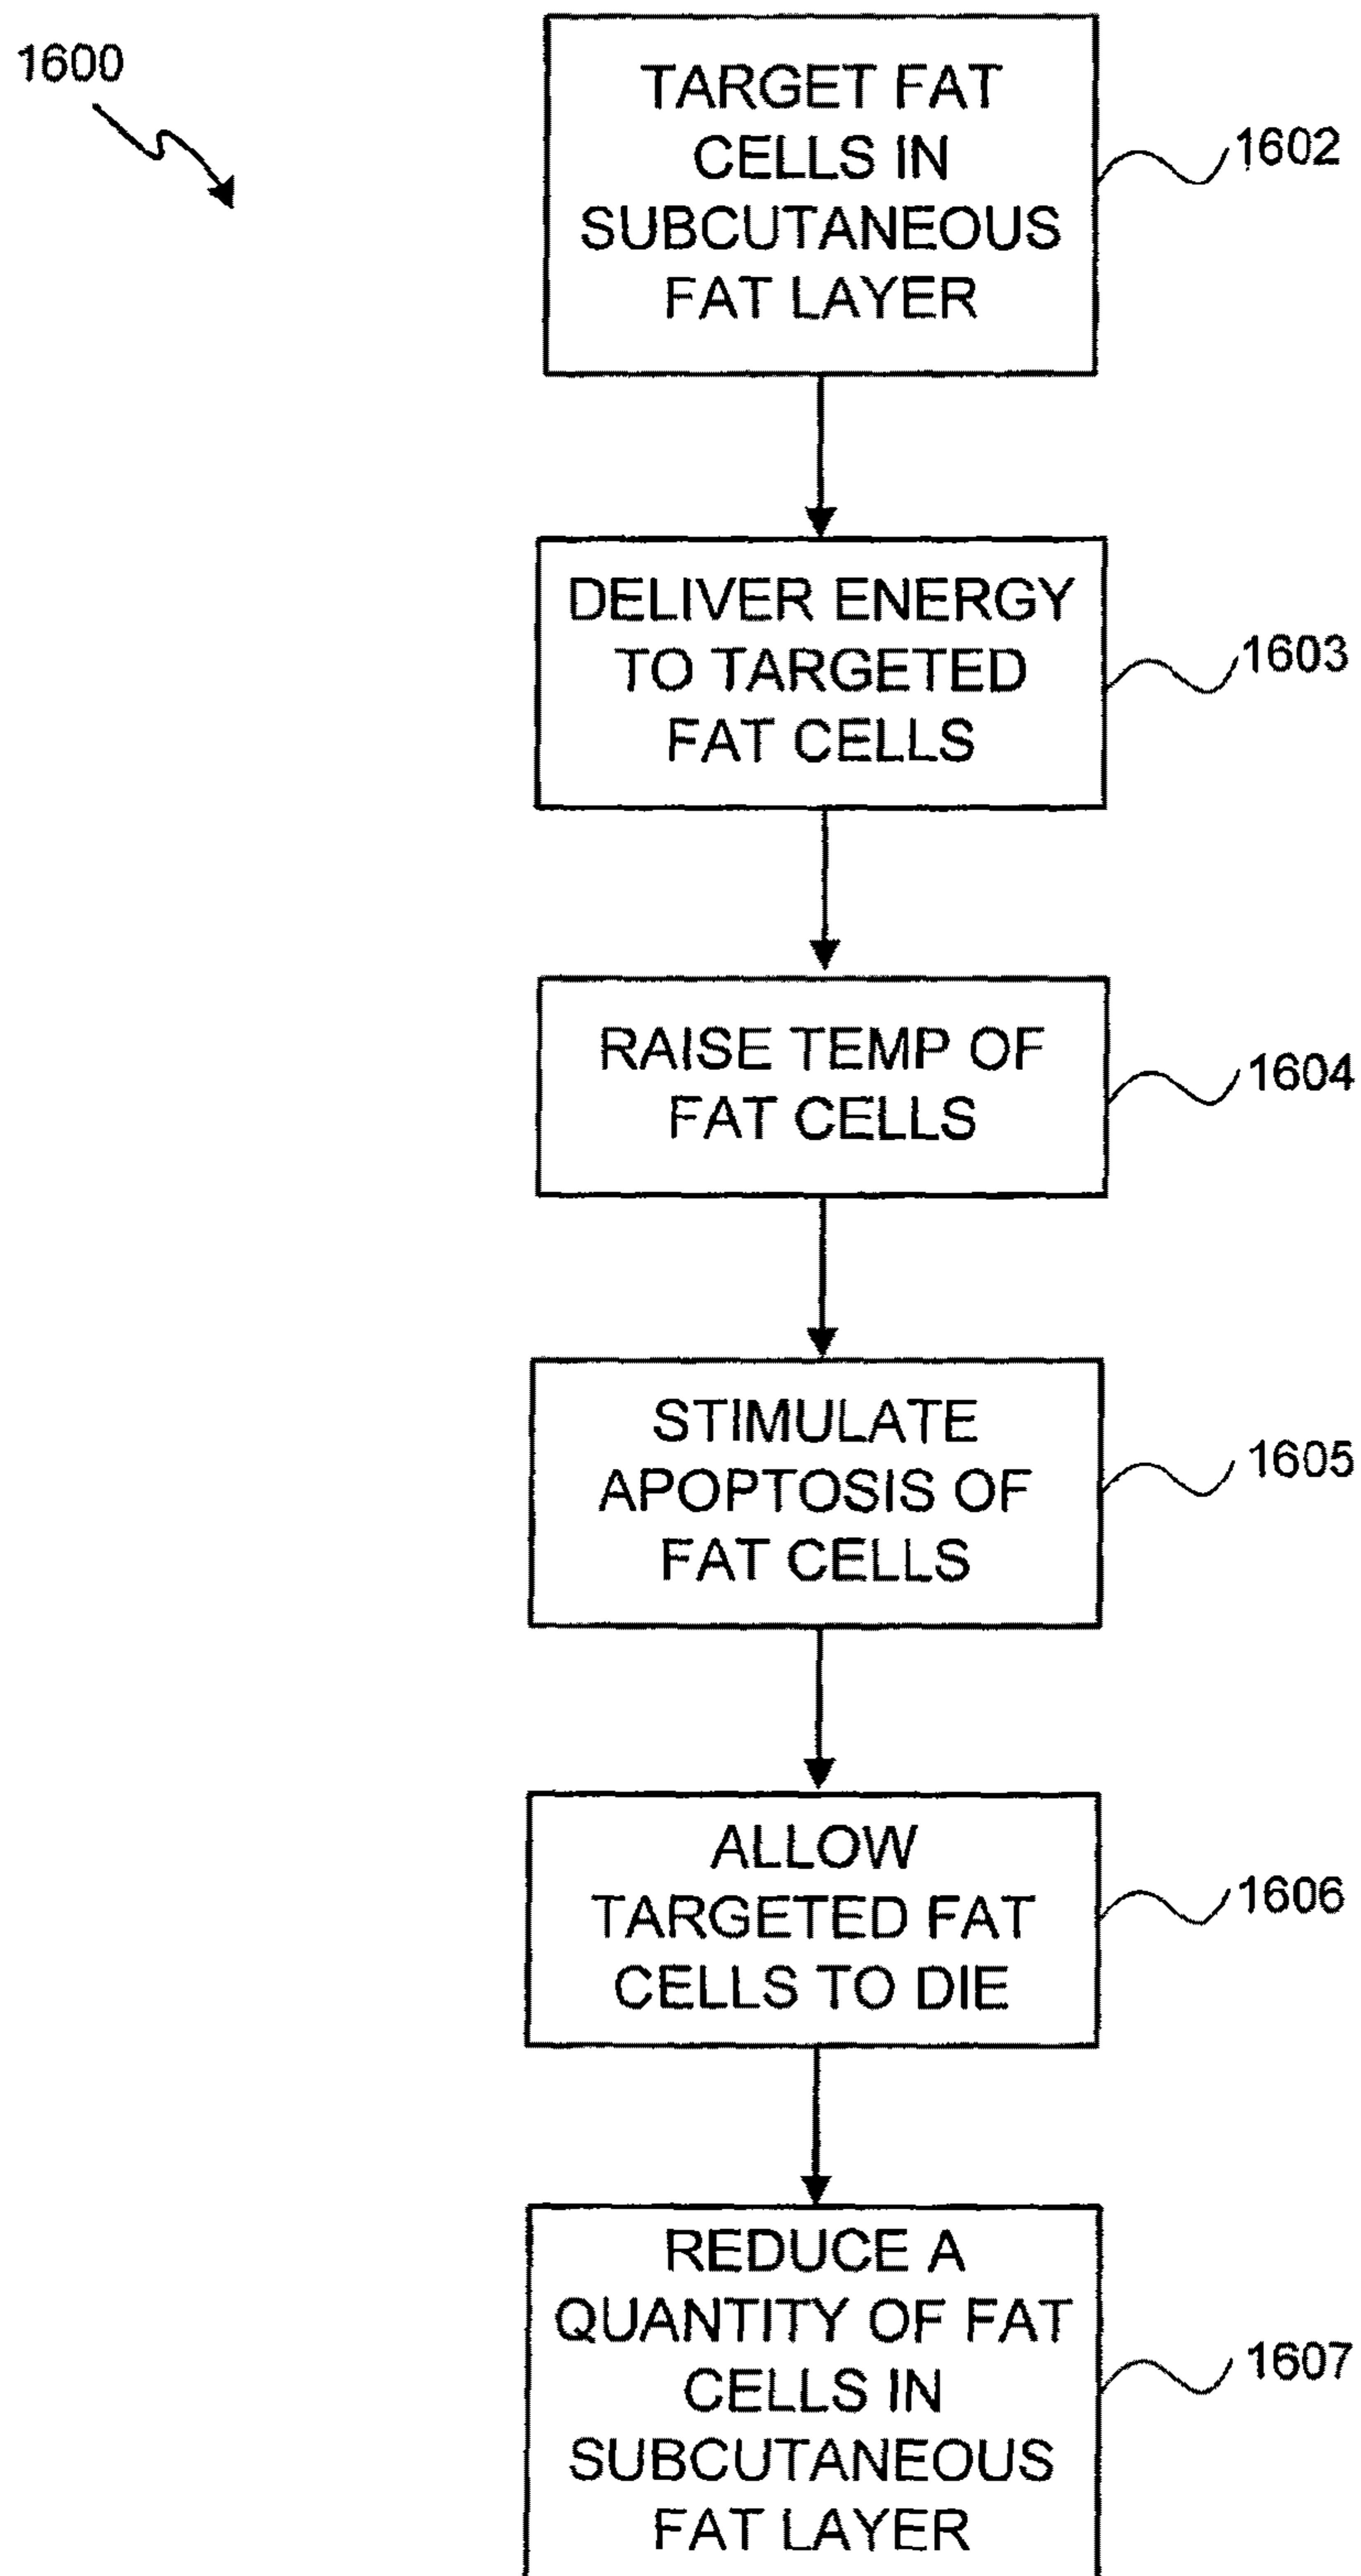 1600
TARGET FAT
CELLS IN
SUBCUTANEOUS
FAT LAYER
1602
DELIVER ENERGY
TO TARGETED
FAT CELLS
1603
RAISE TEMP OF
FAT CELLS
1604
STIMULATE
APOPTOSIS OF
FAT CELLS
1605
ALLOW
TARGETED FAT
CELLS TO DIE
1606
REDUCE A
QUANTITY OF FAT
CELLS IN
SUBCUTANEOUS
FAT LAYER
1607